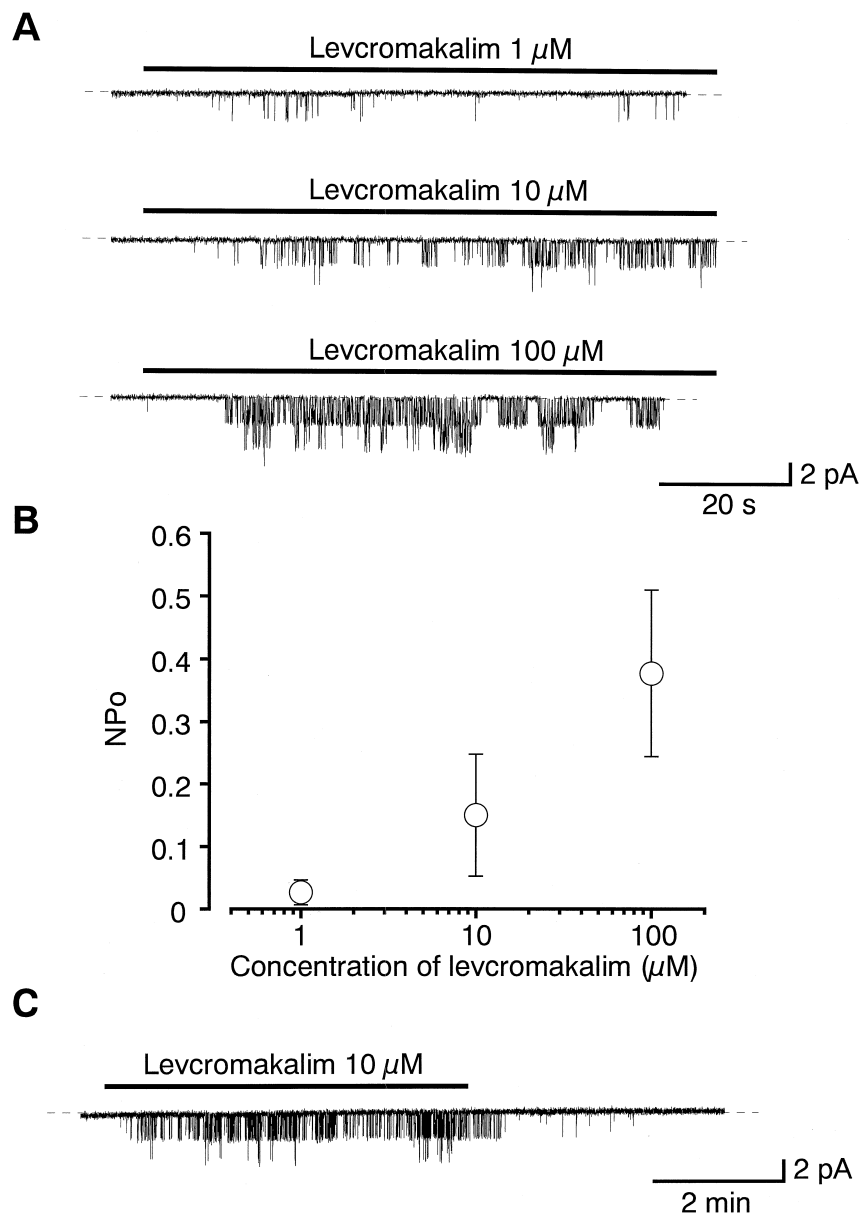 A
Levcromakalim 1 μM
Levcromakalim 10 μM
Levcromakalim 100 μM
2 pA
20 s
B
0.6
0.5
0.4
0.3
0.2
0.1
0
NPo
1 10 100
Concentration of levcromakalim (μM)
C
Levcromakalim 10 μM
2 pA
2 min